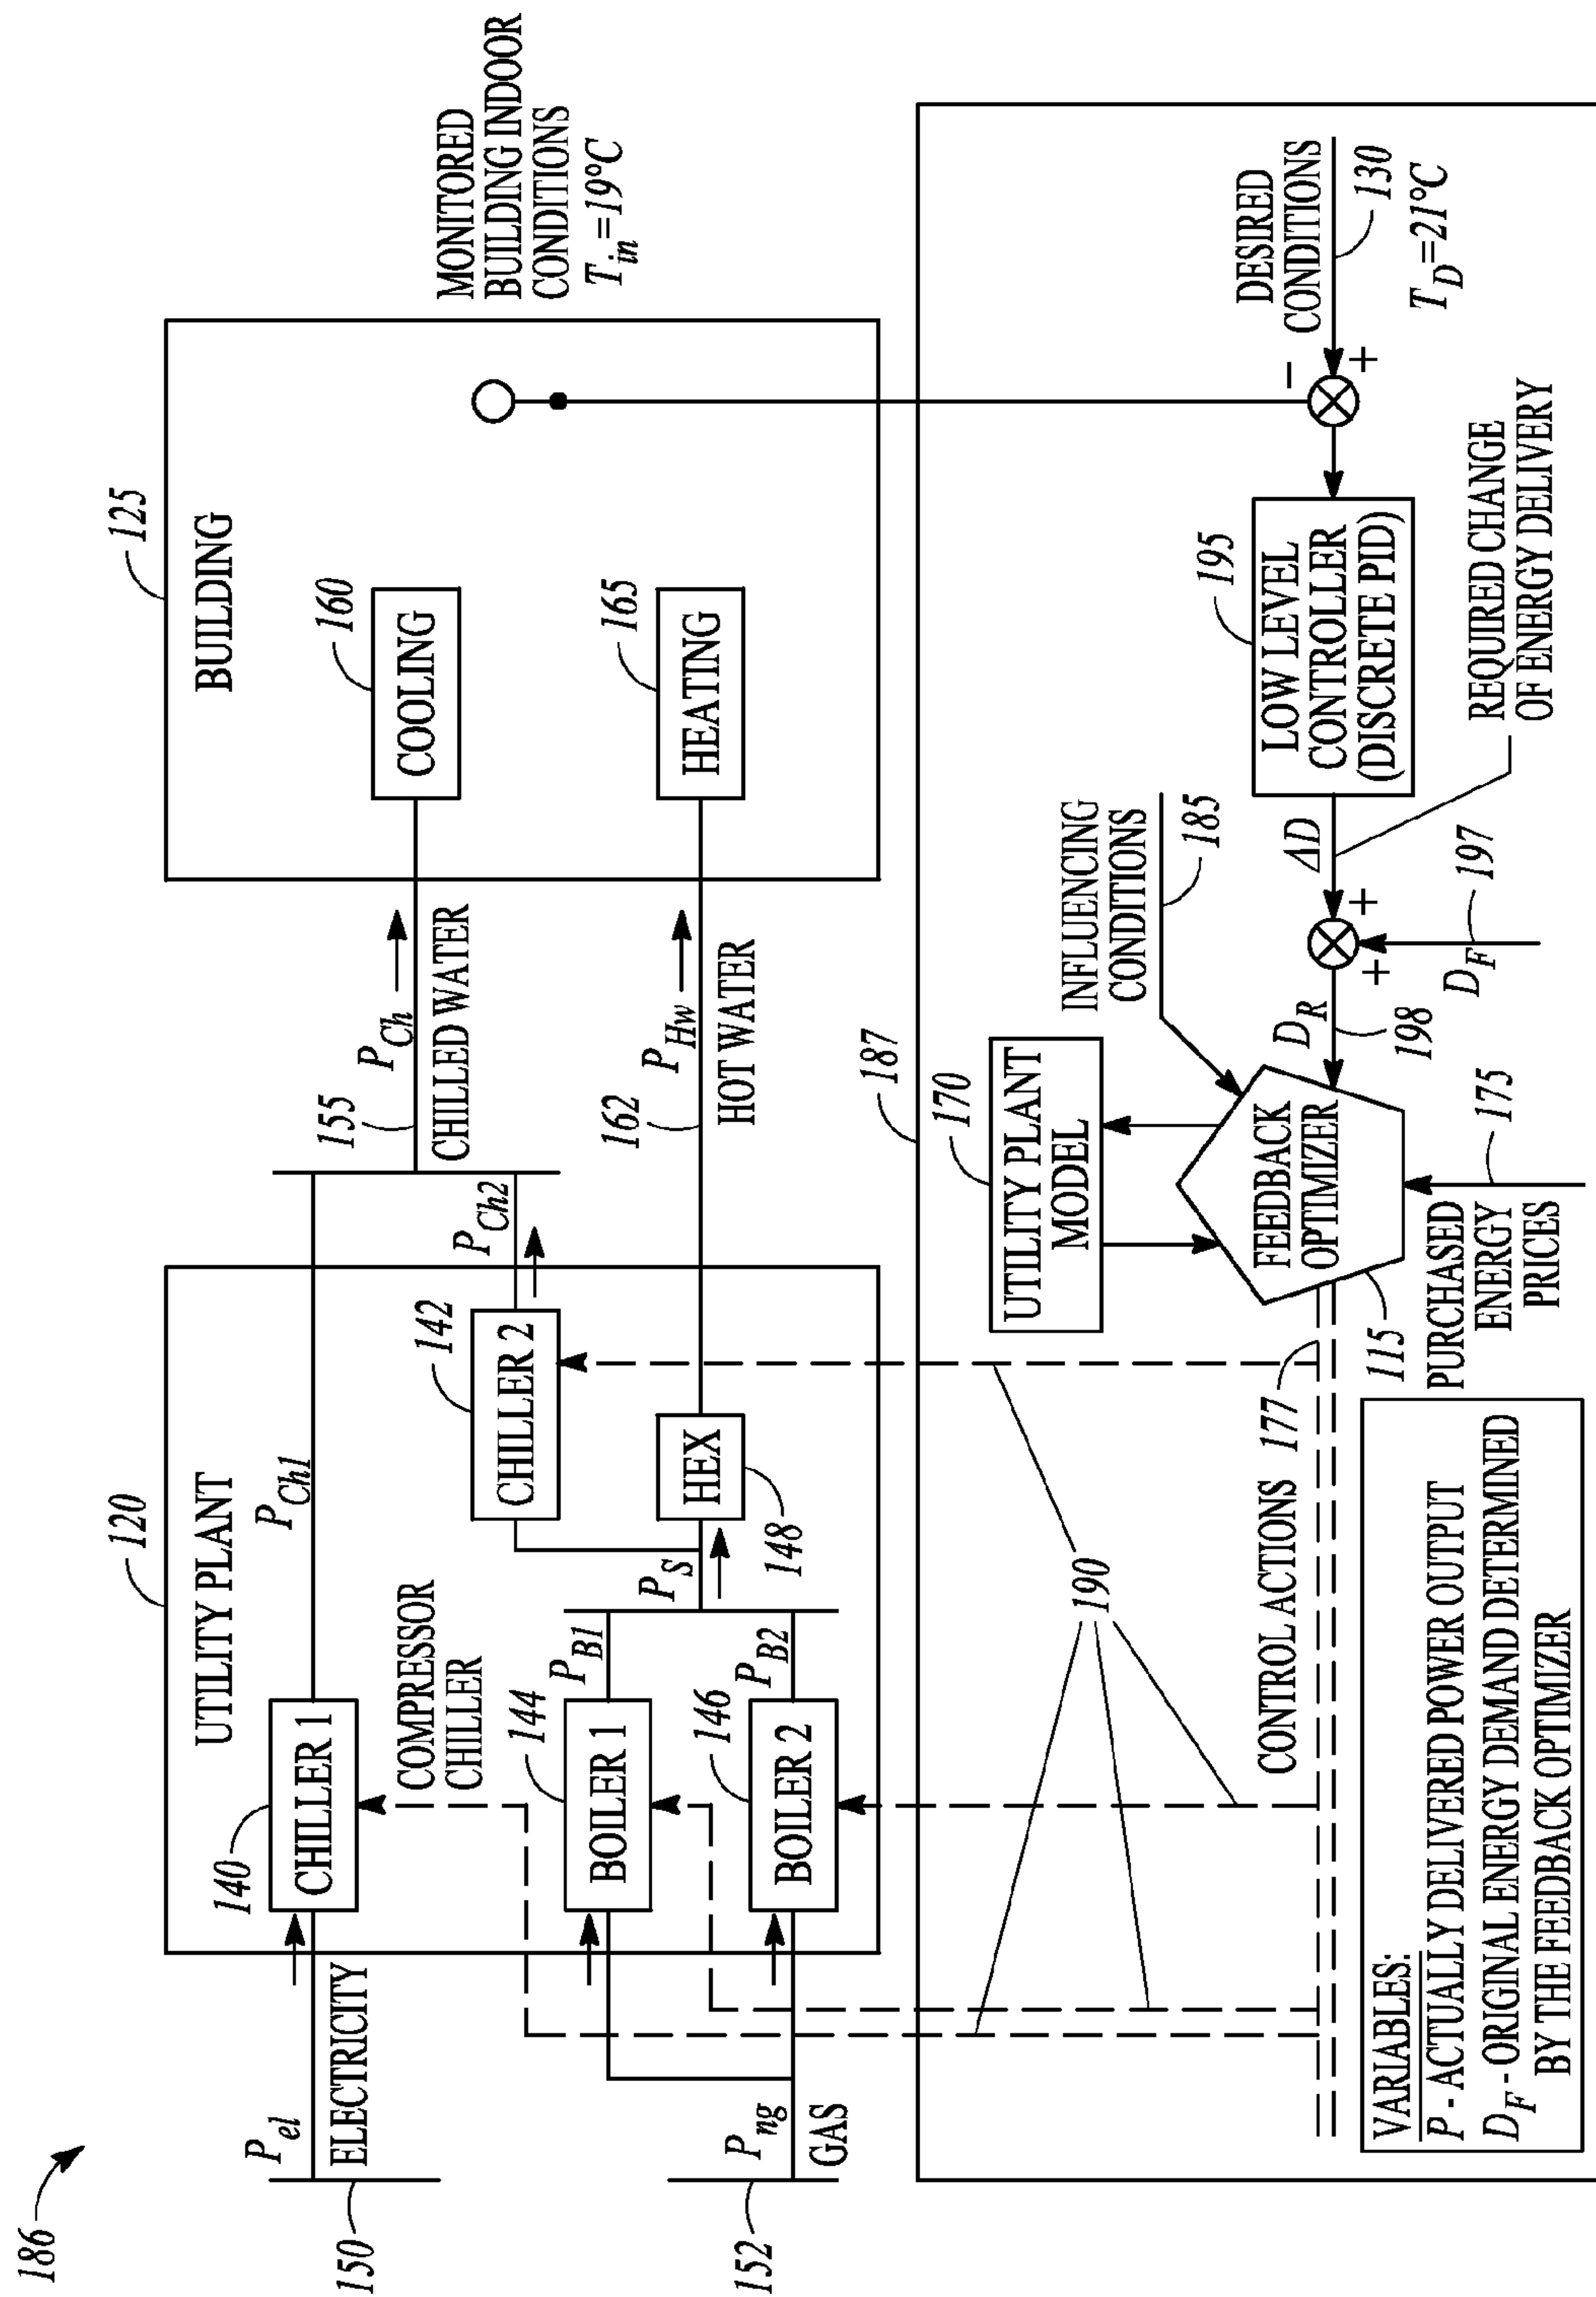 186
120
UTILITY PLANT
125
BUILDING
P_el
ELECTRICITY
150
140
CHILLER 1
P_Ch1
COMPRESSOR
CHILLER
142
CHILLER 2
P_Ch2
155
P_Ch
CHILLED WATER
160
COOLING
MONITORED
BUILDING INDOOR
CONDITIONS
T_in=19°C
144
BOILER 1
P_B1
P_S
HEX
148
162
P_Hw
HOT WATER
165
HEATING
P_ng
GAS
152
146
BOILER 2
P_B2
187
190
170
UTILITY PLANT
MODEL
INFLUENCING
CONDITIONS
185
CONTROL ACTIONS
177
FEEDBACK
OPTIMIZER
115
D_R
198
ΔD
+
+
D_F
197
195
LOW LEVEL
CONTROLLER
(DISCRETE PID)
REQUIRED CHANGE
OF ENERGY DELIVERY
−
+
DESIRED
CONDITIONS
130
T_D=21°C
PURCHASED
ENERGY
PRICES
175
VARIABLES:
P - ACTUALLY DELIVERED POWER OUTPUT
D_F - ORIGINAL ENERGY DEMAND DETERMINED
BY THE FEEDBACK OPTIMIZER